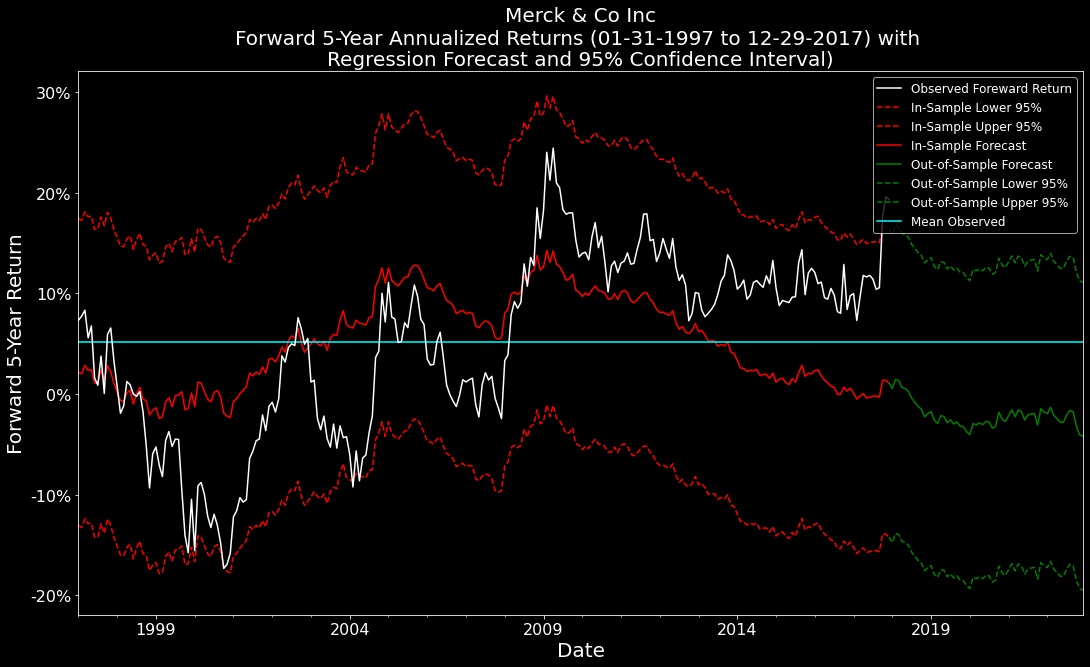 Merck & Co Inc
Forward 5-Year Annualized Returns (01-31-1997 to 12-29-2017) with
Regression Forecast and 95% Confidence Interval)
30%
20%
10%
0%
-10%
-20%
Forward 5-Year Return
Observed Foreward Return
In-Sample Lower 95%
In-Sample Upper 95%
In-Sample Forecast
Out-of-Sample Forecast
Out-of-Sample Lower 95%
Out-of-Sample Upper 95%
Mean Observed
1999
2004
2009
2014
2019
Date